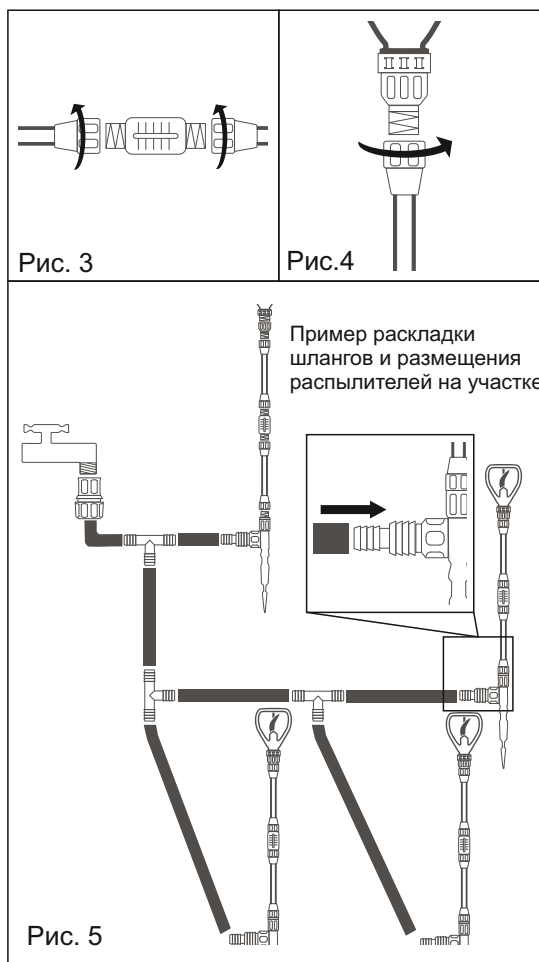 Рис. 3
Рис.4
Пример раскладки
шлангов и размещения
распылителей на участке
Рис. 5